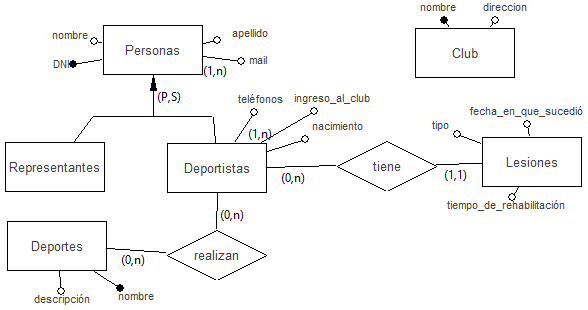 nombre
direccion
nombre
apellido
Personas
Club
DNI
mail
(1,n)
(P,S)
teléfonos
ingreso_al_club
fecha_en_que_sucedió
(1,n)
nacimiento
tipo
Representantes
Deportistas
tiene
Lesiones
(0,n)
(1,1)
tiempo_de_rehabilitación
(0,n)
Deportes
realizan
(0,n)
descripción
nombre